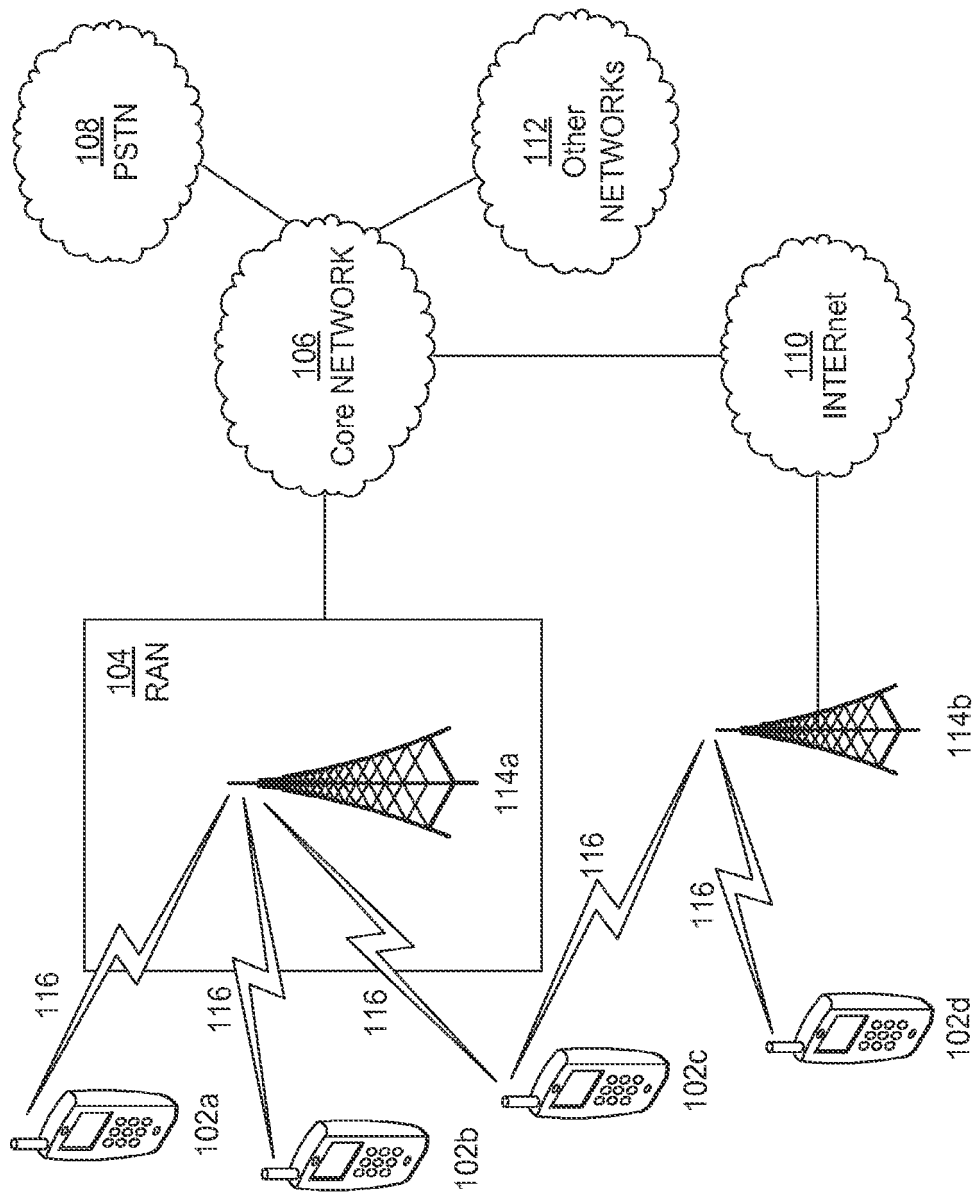 108
PSTN
106
Core NETWORK
112
Other
NETWORKs
110
INTERnet
104
RAN
114a
114b
116
116
116
116
116
102a
102b
102c
102d